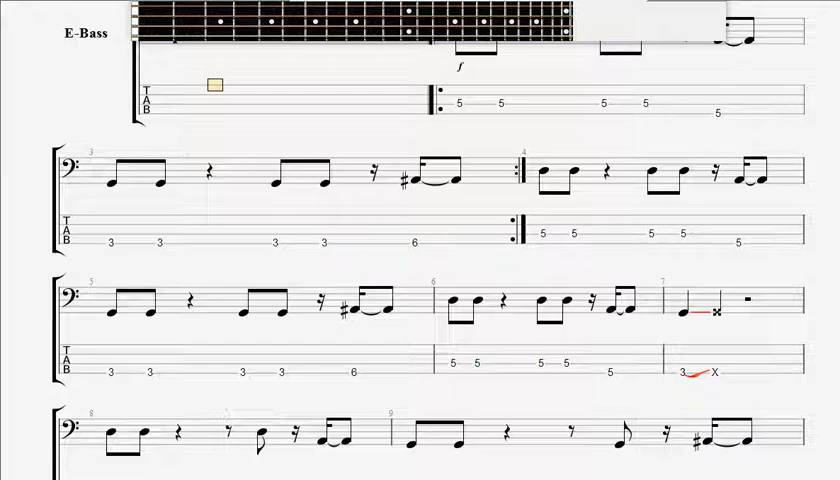 E-Bass
f
T 5 5 5 5
A
B 5
3 4
T
A 5 5 5 5
B 3 3 3 3 6 5
5 6 7
T
A 5 5 5 5
B 3 3 3 3 6 5 3 X
8 9